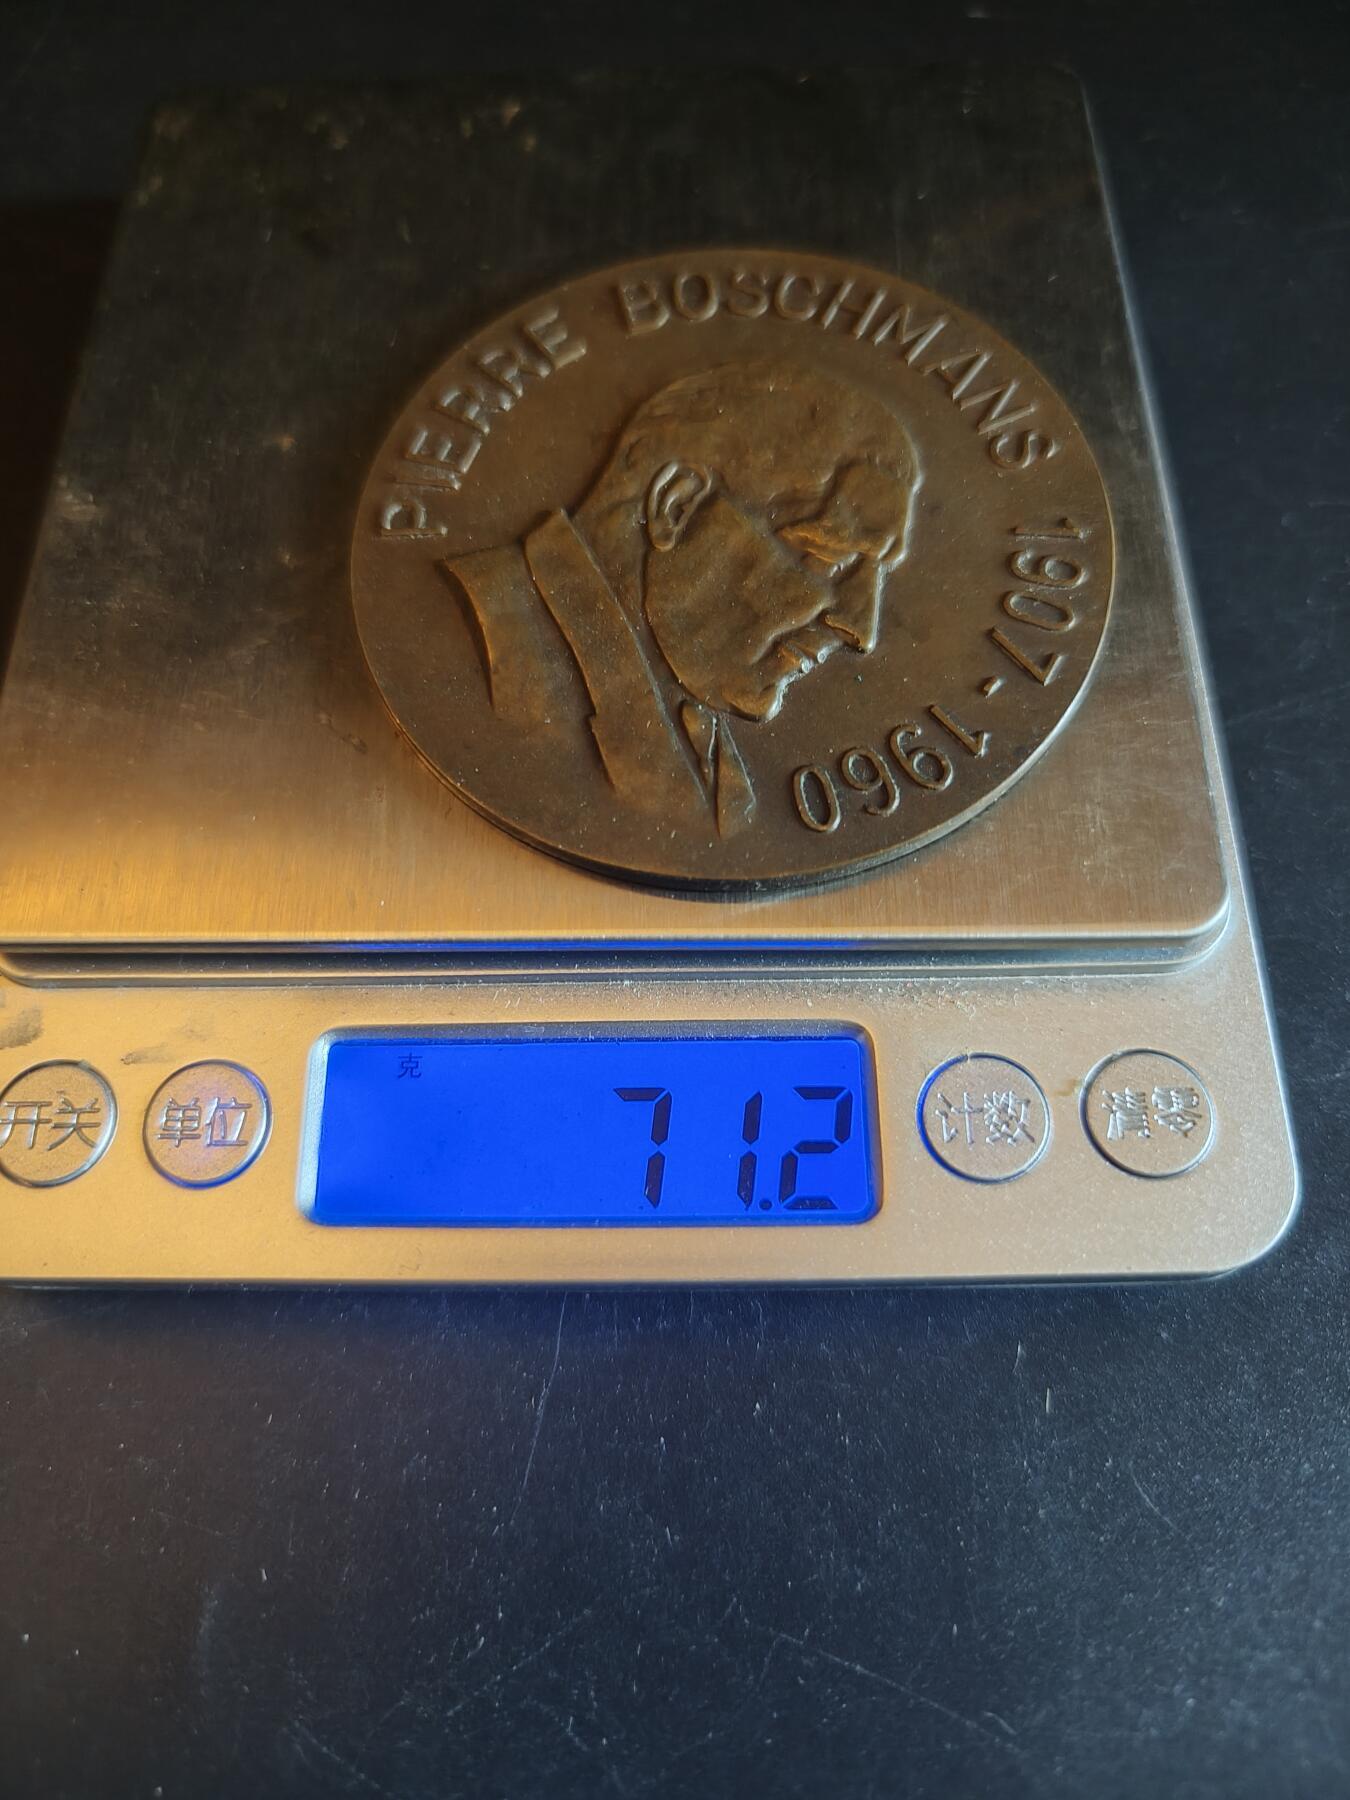 PIERRE BOSCHMANS 1907-1960
克
71.2
开关
单位
计数
清零